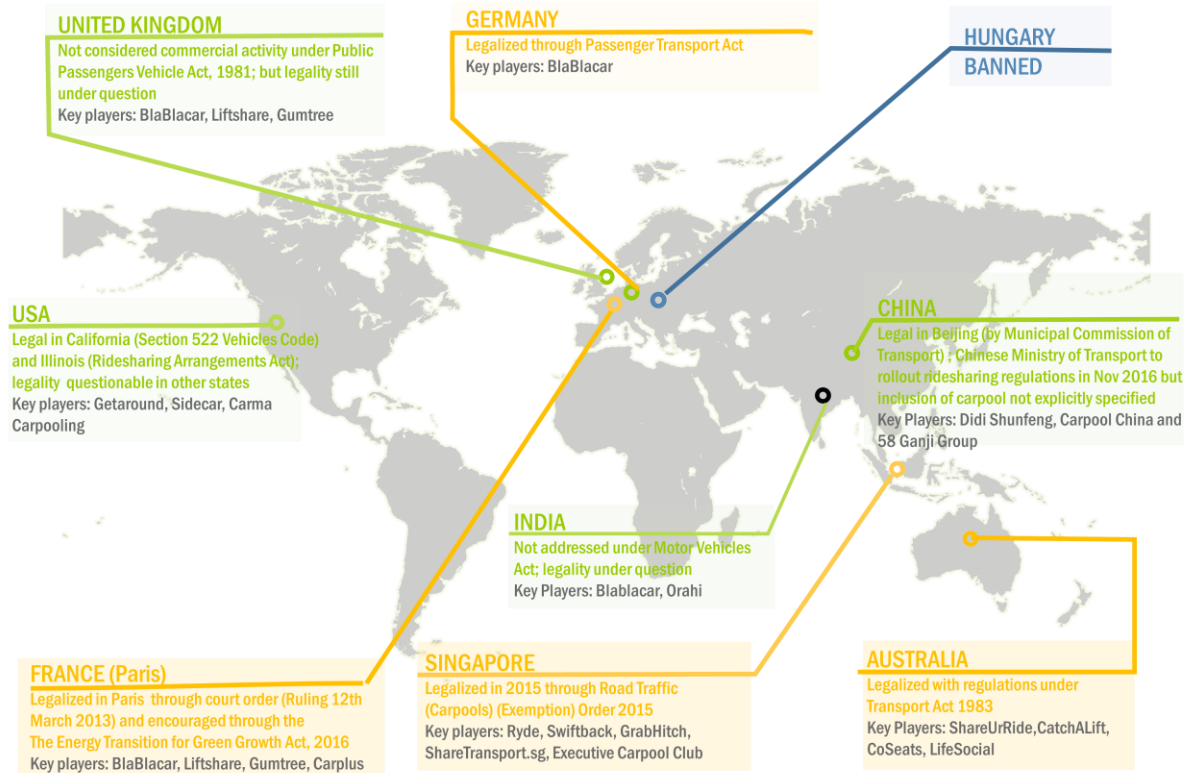 UNITED KINGDOM
Not considered commercial activity under Public
Passengers Vehicle Act, 1981; but legality still
under question
Key players: BlaBlacar, Liftshare, Gumtree
GERMANY
Legalized through Passenger Transport Act
Key players: BlaBlacar
HUNGARY
BANNED
USA
Legal in California (Section 522 Vehicles Code)
and Illinois (Ridesharing Arrangements Act);
legality questionable in other states
Key players: Getaround, Sidecar, Carma
Carpooling
CHINA
Legal in Beijing (by Municipal Commission of
Transport) ; Chinese Ministry of Transport to
rollout ridesharing regulations in Nov 2016 but
inclusion of carpool not explicitly specified
Key Players: Didi Shunfeng, Carpool China and
58 Ganji Group
INDIA
Not addressed under Motor Vehicles
Act; legality under question
Key Players: Blablacar, Orahi
FRANCE (Paris)
Legalized in Paris through court order (Ruling 12th
March 2013) and encouraged through the
The Energy Transition for Green Growth Act, 2016
Key players: BlaBlacar, Liftshare, Gumtree, Carplus
SINGAPORE
Legalized in 2015 through Road Traffic
(Carpools) (Exemption) Order 2015
Key players: Ryde, Swiftback, GrabHitch,
ShareTransport.sg, Executive Carpool Club
AUSTRALIA
Legalized with regulations under
Transport Act 1983
Key Players: ShareUrRide,CatchALift,
CoSeats, LifeSocial